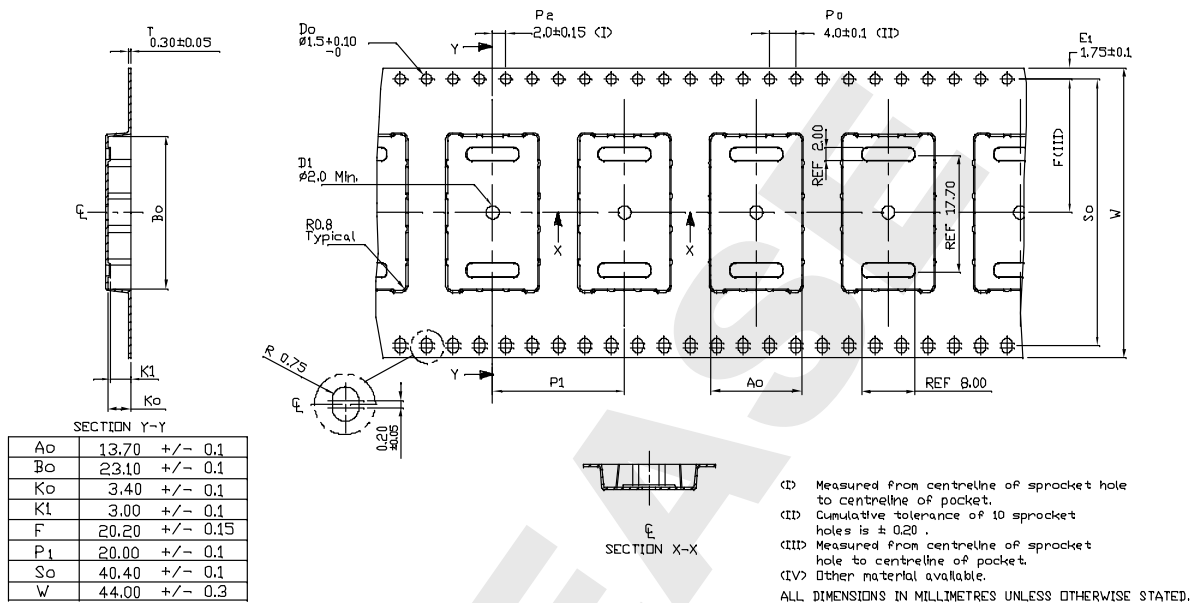 T
0.30±0.05
Do
ø1.5+0.10
-0
Y
P2
2.0±0.15 (I)
Po
4.0±0.1 (II)
E1
1.75±0.1
D1
ø2.0 Min.
R0.8
Typical
℄
Bo
X
X
REF 2.00
REF 17.70
F(III)
So
W
K1
Ko
R 0.75
℄
0.20
±0.05
Y
P1
Ao
REF 8.00
SECTION Y-Y
Ao 13.70 +/- 0.1
Bo 23.10 +/- 0.1
Ko 3.40 +/- 0.1
K1 3.00 +/- 0.1
F 20.20 +/- 0.15
P1 20.00 +/- 0.1
So 40.40 +/- 0.1
W 44.00 +/- 0.3
℄
SECTION X-X
(I) Measured from centreline of sprocket hole
to centreline of pocket.
(II) Cumulative tolerance of 10 sprocket
holes is ± 0.20 .
(III) Measured from centreline of sprocket
hole to centreline of pocket.
(IV) Other material available.
ALL DIMENSIONS IN MILLIMETRES UNLESS OTHERWISE STATED.
EASE